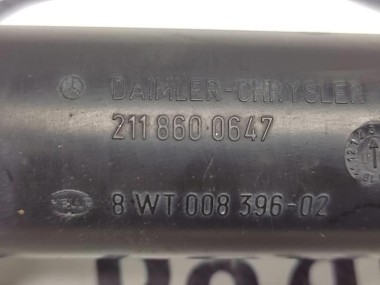 DAIMLER-CHRYSLER
211 860 0647
8 WT 008 396-02